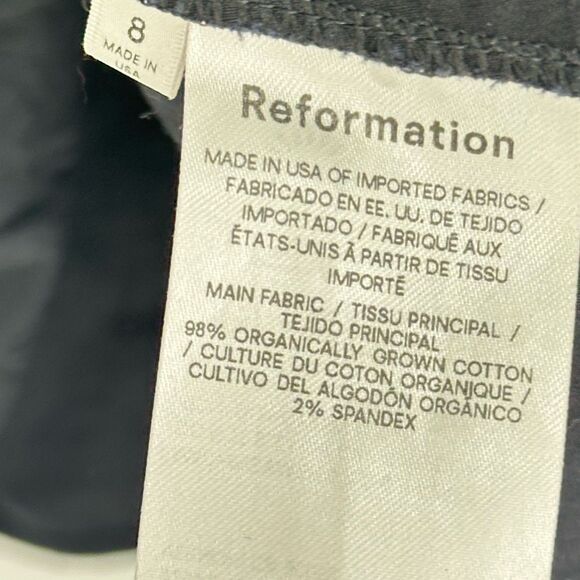 8
MADE IN
USA
Reformation
MADE IN USA OF IMPORTED FABRICS /
FABRICADO EN EE. UU. DE TEJIDO
IMPORTADO / FABRIQUÉ AUX
ÉTATS-UNIS À PARTIR DE TISSU
IMPORTÉ
MAIN FABRIC / TISSU PRINCIPAL /
TEJIDO PRINCIPAL
98% ORGANICALLY GROWN COTTON
/ CULTURE DU COTON ORGANIQUE /
CULTIVO DEL ALGODÓN ORGÁNICO
2% SPANDEX